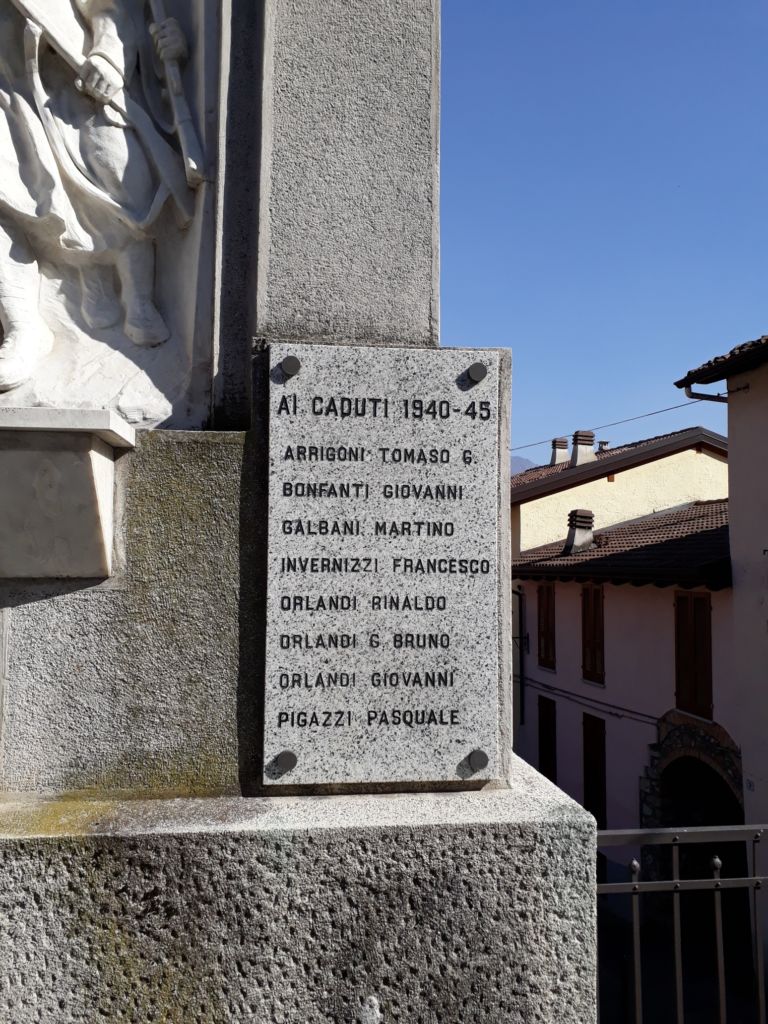 AI CADUTI 1940-45
ARRIGONI TOMASO G.
BONFANTI GIOVANNI
GALBANI MARTINO
INVERNIZZI FRANCESCO
ORLANDI RINALDO
ORLANDI G. BRUNO
ORLANDI GIOVANNI
PIGAZZI PASQUALE